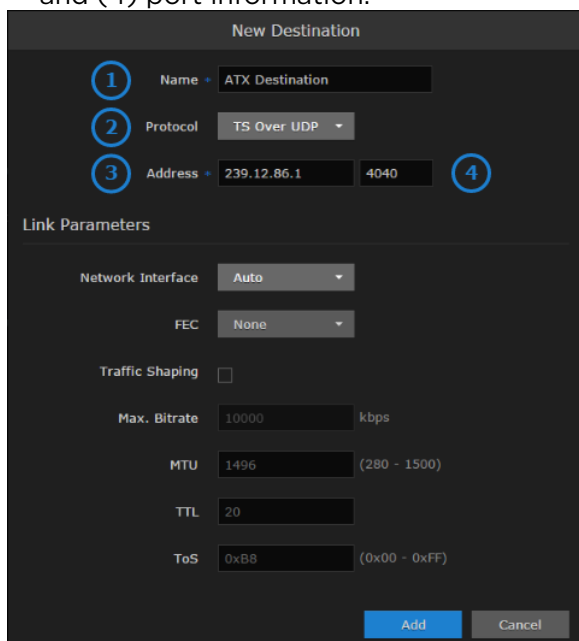 and (4) port information.
New Destination
1 Name * ATX Destination
2 Protocol TS Over UDP
3 Address * 239.12.86.1 4040 4
Link Parameters
Network Interface Auto
FEC None
Traffic Shaping
Max. Bitrate 10000 kbps
MTU 1496 (280 - 1500)
TTL 20
ToS 0xB8 (0x00 - 0xFF)
Add Cancel